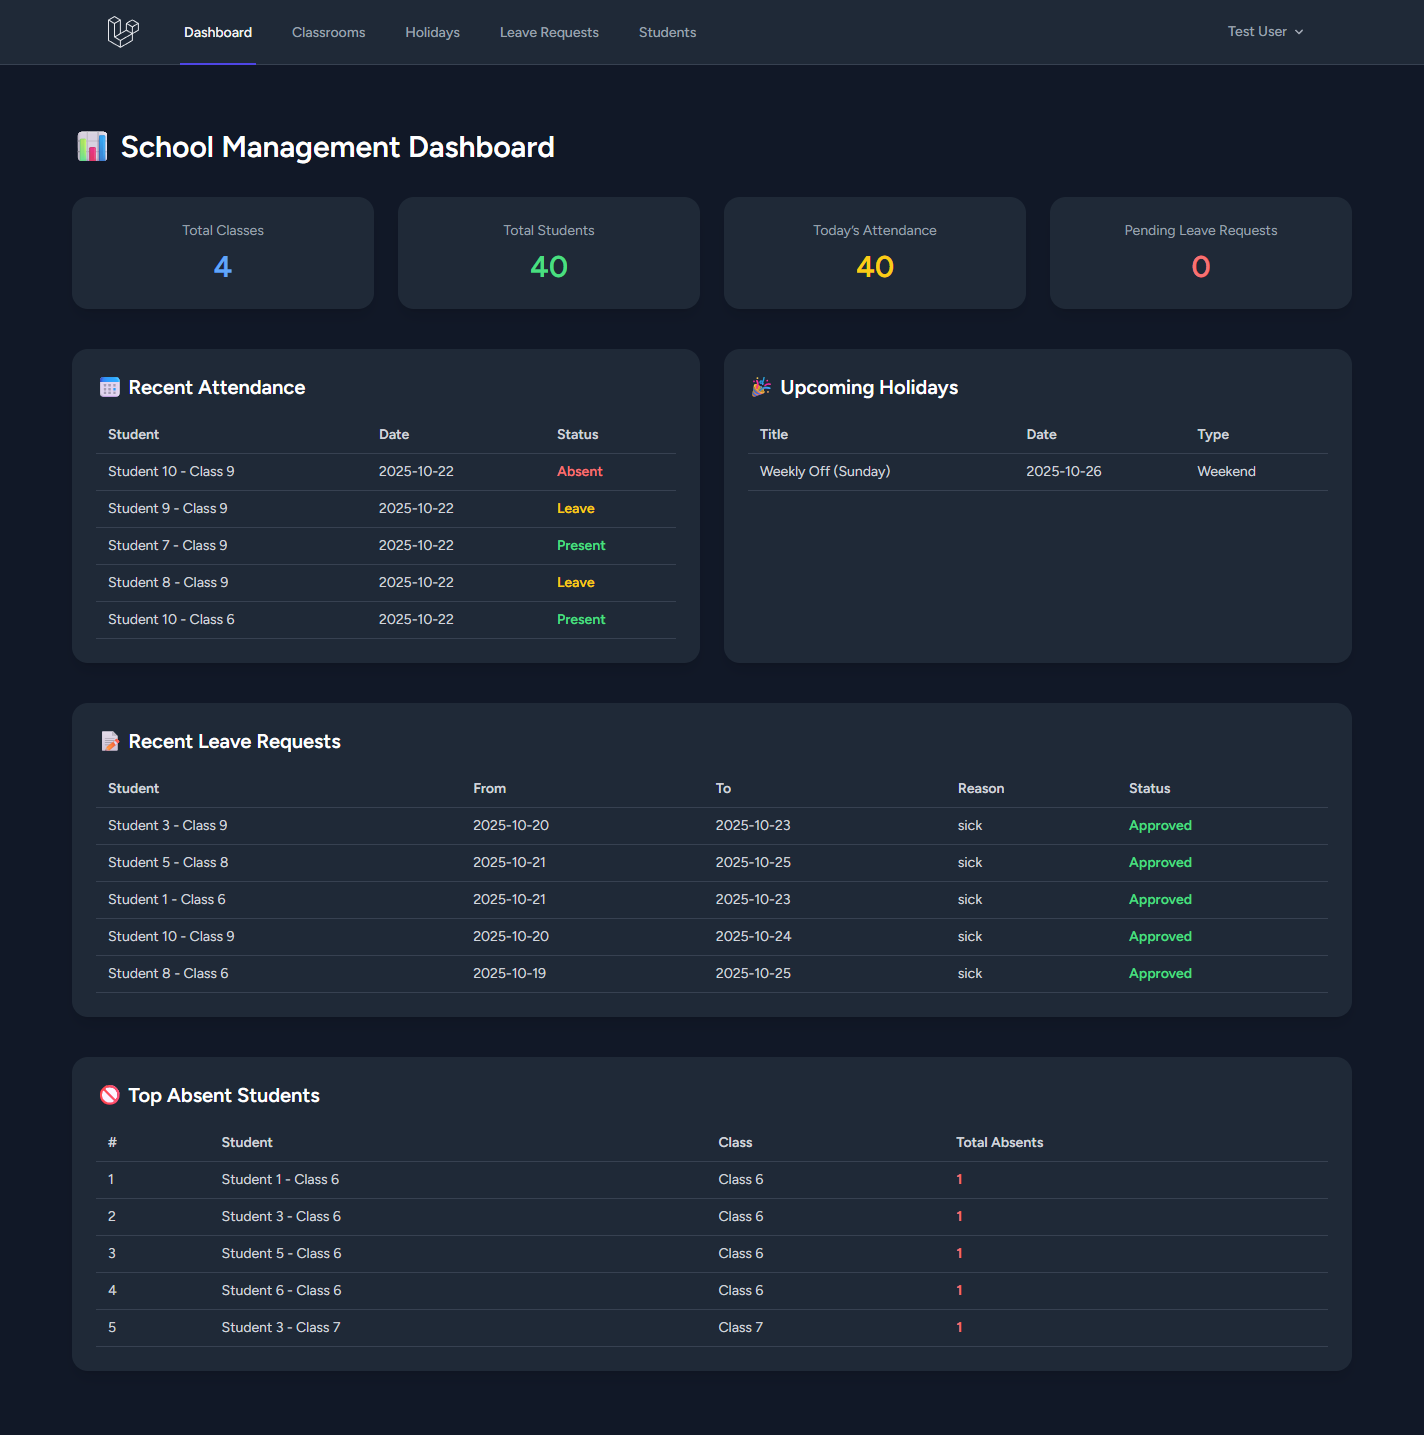 Dashboard Classrooms Holidays Leave Requests Students Test User
School Management Dashboard
Total Classes
4
Total Students
40
Today's Attendance
40
Pending Leave Requests
0
Recent Attendance
Student Date Status
Student 10 - Class 9 2025-10-22 Absent
Student 9 - Class 9 2025-10-22 Leave
Student 7 - Class 9 2025-10-22 Present
Student 8 - Class 9 2025-10-22 Leave
Student 10 - Class 6 2025-10-22 Present
Upcoming Holidays
Title Date Type
Weekly Off (Sunday) 2025-10-26 Weekend
Recent Leave Requests
Student From To Reason Status
Student 3 - Class 9 2025-10-20 2025-10-23 sick Approved
Student 5 - Class 8 2025-10-21 2025-10-25 sick Approved
Student 1 - Class 6 2025-10-21 2025-10-23 sick Approved
Student 10 - Class 9 2025-10-20 2025-10-24 sick Approved
Student 8 - Class 6 2025-10-19 2025-10-25 sick Approved
Top Absent Students
# Student Class Total Absents
1 Student 1 - Class 6 Class 6 1
2 Student 3 - Class 6 Class 6 1
3 Student 5 - Class 6 Class 6 1
4 Student 6 - Class 6 Class 6 1
5 Student 3 - Class 7 Class 7 1